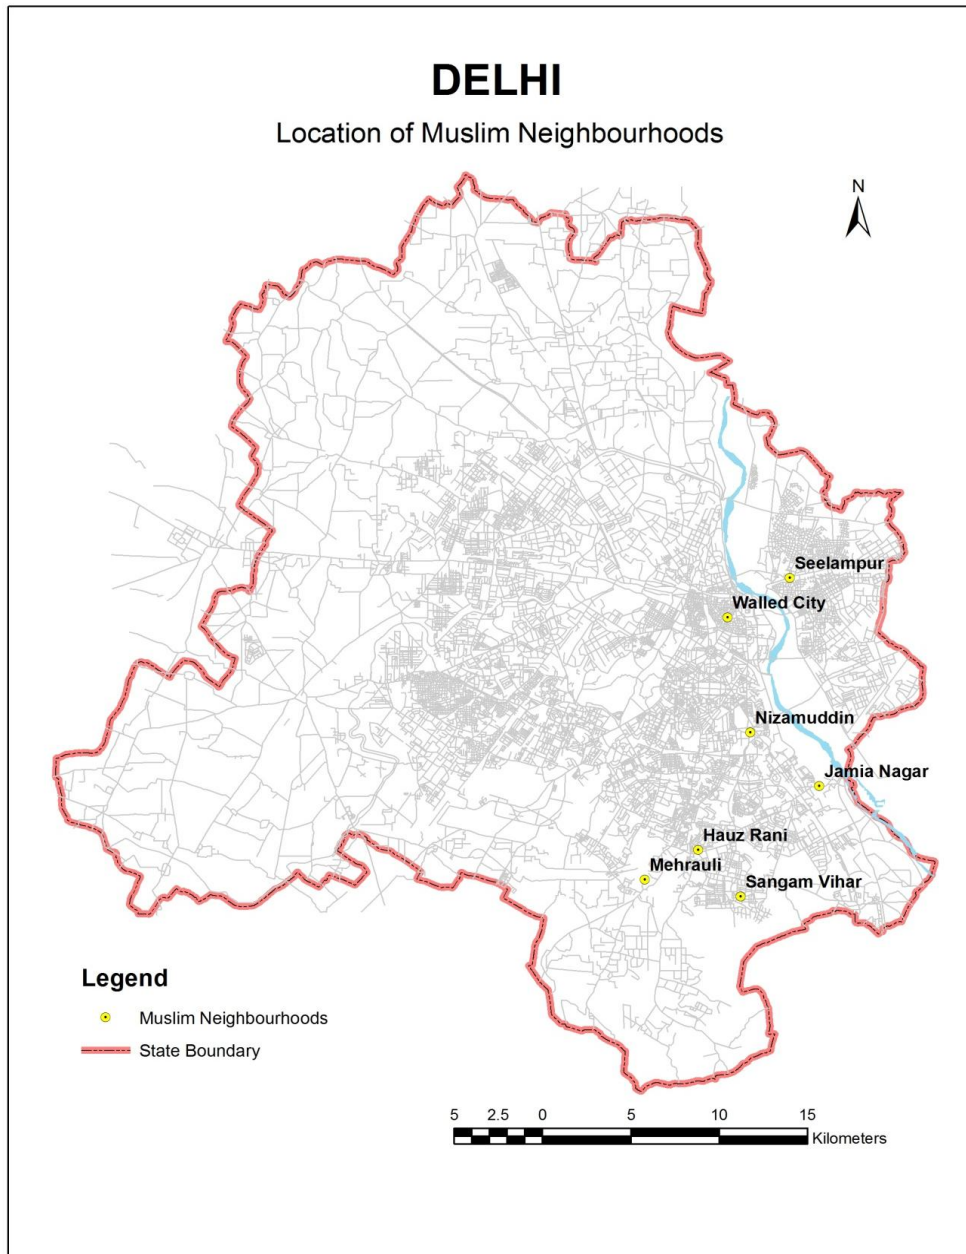 DELHI
Location of Muslim Neighbourhoods
N
Seelampur
Walled City
Nizamuddin
Jamia Nagar
Hauz Rani
Mehrauli
Sangam Vihar
Legend
Muslim Neighbourhoods
State Boundary
5 2.5 0 5 10 15
Kilometers